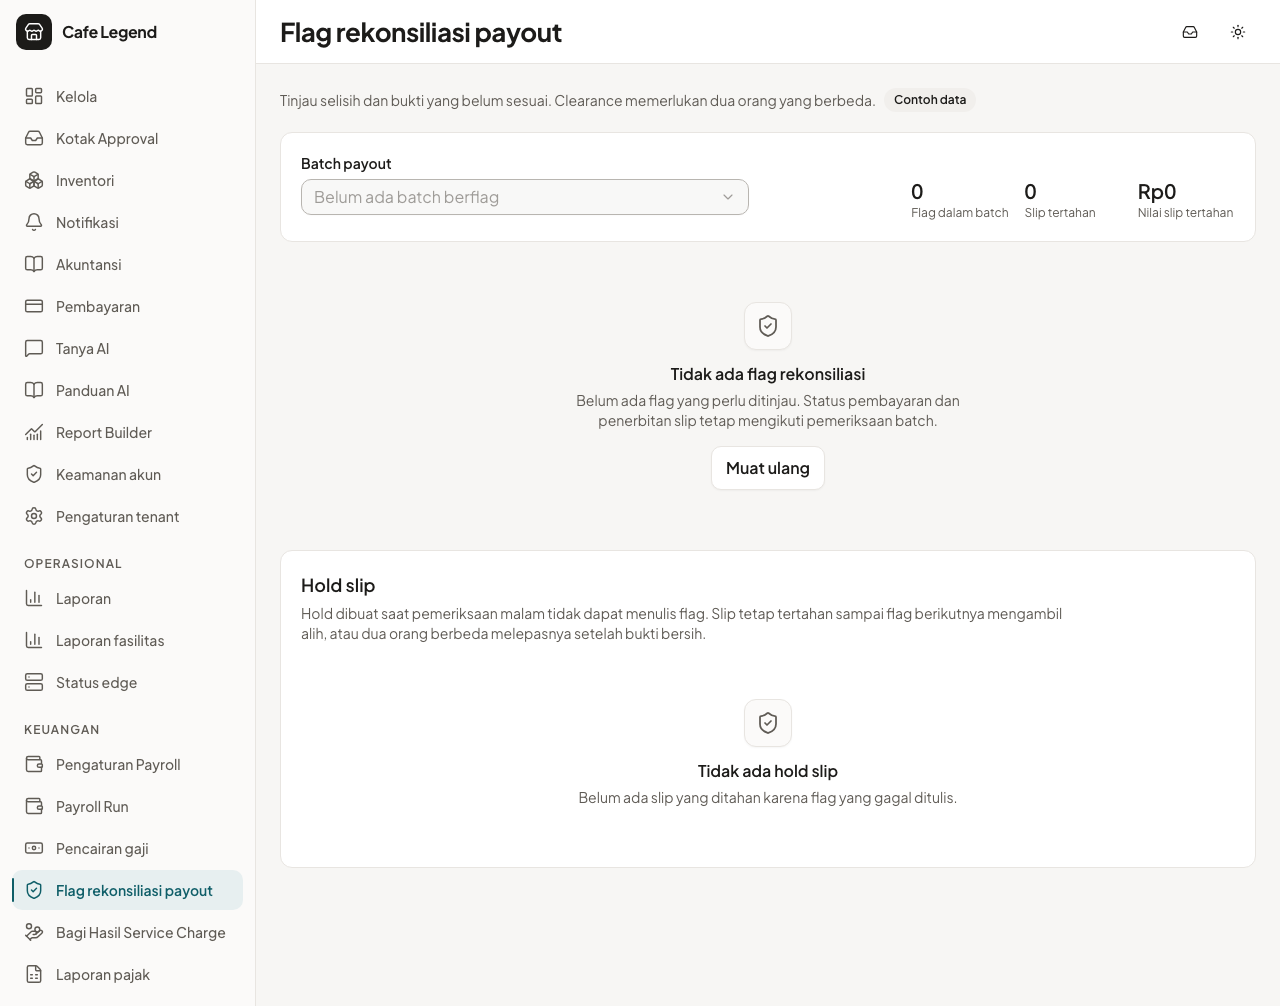 Cafe Legend
Flag rekonsiliasi payout
Kelola
Kotak Approval
Inventori
Notifikasi
Akuntansi
Pembayaran
Tanya AI
Panduan AI
Report Builder
Keamanan akun
Pengaturan tenant
OPERASIONAL
Laporan
Laporan fasilitas
Status edge
KEUANGAN
Pengaturan Payroll
Payroll Run
Pencairan gaji
Flag rekonsiliasi payout
Bagi Hasil Service Charge
Laporan pajak
Tinjau selisih dan bukti yang belum sesuai. Clearance memerlukan dua orang yang berbeda. Contoh data
Batch payout
Belum ada batch berflag
0
Flag dalam batch
0
Slip tertahan
Rp0
Nilai slip tertahan
Tidak ada flag rekonsiliasi
Belum ada flag yang perlu ditinjau. Status pembayaran dan
penerbitan slip tetap mengikuti pemeriksaan batch.
Muat ulang
Hold slip
Hold dibuat saat pemeriksaan malam tidak dapat menulis flag. Slip tetap tertahan sampai flag berikutnya mengambil
alih, atau dua orang berbeda melepasnya setelah bukti bersih.
Tidak ada hold slip
Belum ada slip yang ditahan karena flag yang gagal ditulis.